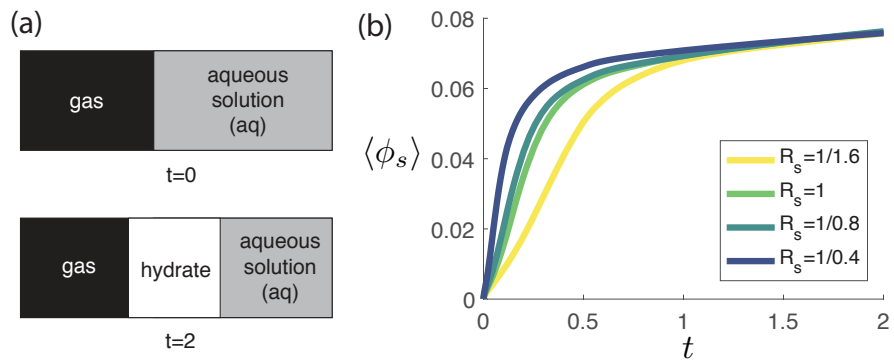 (a)
gas
aqueous
solution
(aq)
t=0
gas
hydrate
aqueous
solution
(aq)
t=2
(b)
0.08
0.06
⟨ϕₛ⟩
0.04
0.02
0
0 0.5 1 1.5 2
t
R_s=1/1.6
R_s=1
R_s=1/0.8
R_s=1/0.4